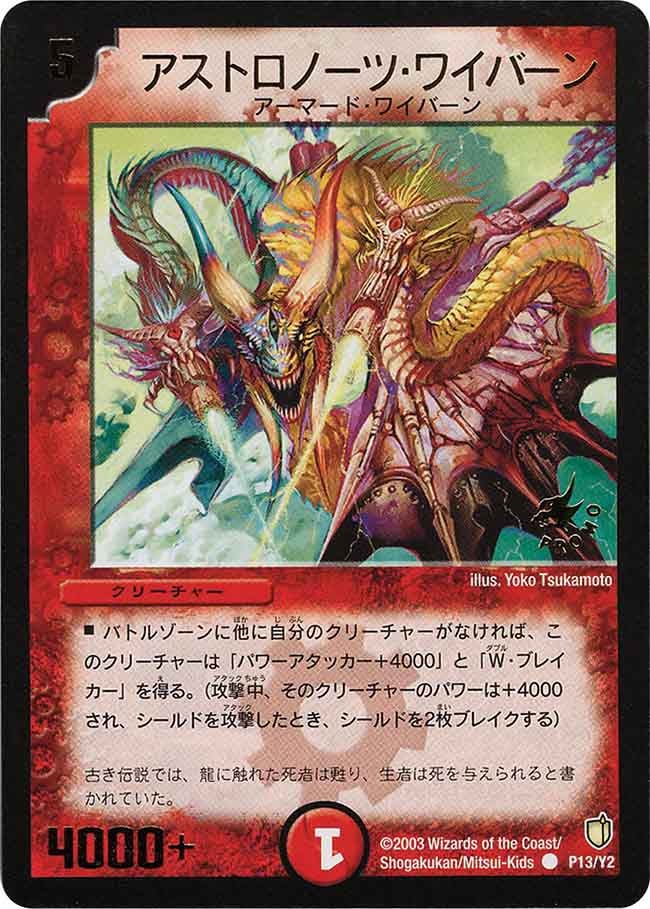 5
アストロノーツ・ワイバーン
アーマード・ワイバーン
PROMO
illus. Yoko Tsukamoto
クリーチャー
■ バトルゾーンに他に自分のクリーチャーがなければ、こ
のクリーチャーは「パワーアタッカー+4000」と「W・ブレイ
カー」を得る。（攻撃中、そのクリーチャーのパワーは+4000
され、シールドを攻撃したとき、シールドを2枚ブレイクする）
古き伝説では、龍に触れた死者は甦り、生者は死を与えられると書
かれていた。
4000+
1
©2003 Wizards of the Coast/
Shogakukan/Mitsui-Kids
P13/Y2